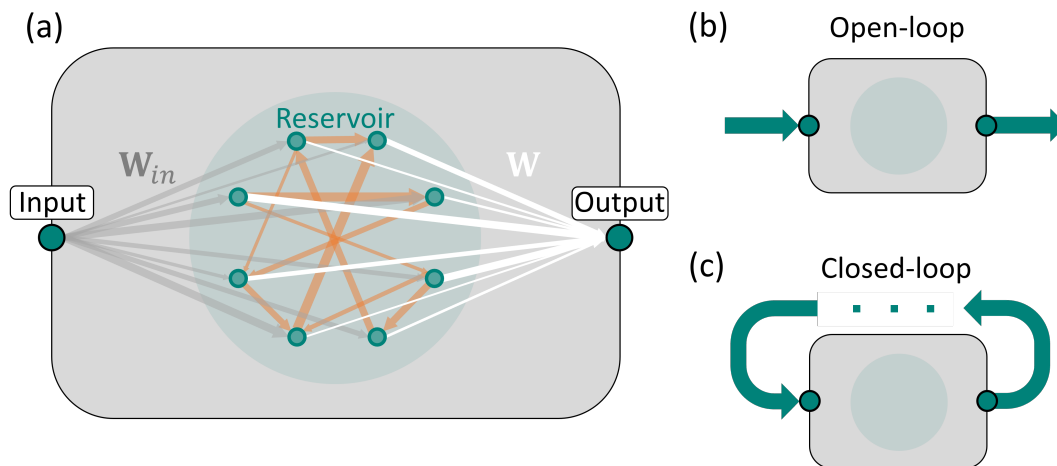 (a)
Reservoir
W_in
W
Input
Output
(b)
Open-loop
(c)
Closed-loop